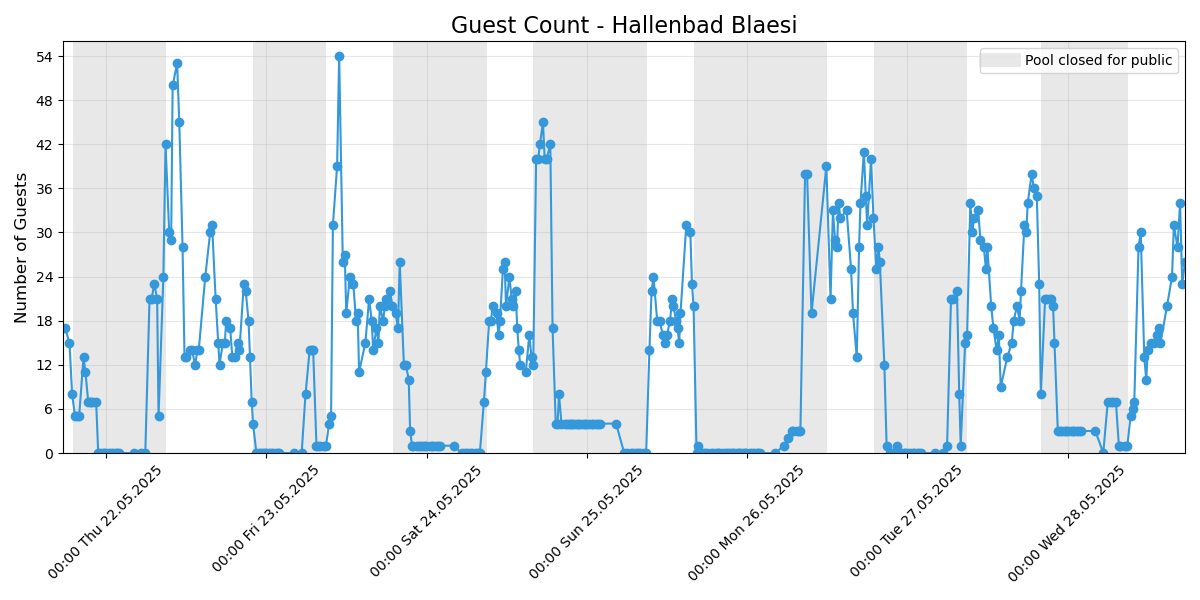 Guest Count - Hallenbad Blaesi
Pool closed for public
Number of Guests
54
48
42
36
30
24
18
12
6
0
00:00 Thu 22.05.2025
00:00 Fri 23.05.2025
00:00 Sat 24.05.2025
00:00 Sun 25.05.2025
00:00 Mon 26.05.2025
00:00 Tue 27.05.2025
00:00 Wed 28.05.2025